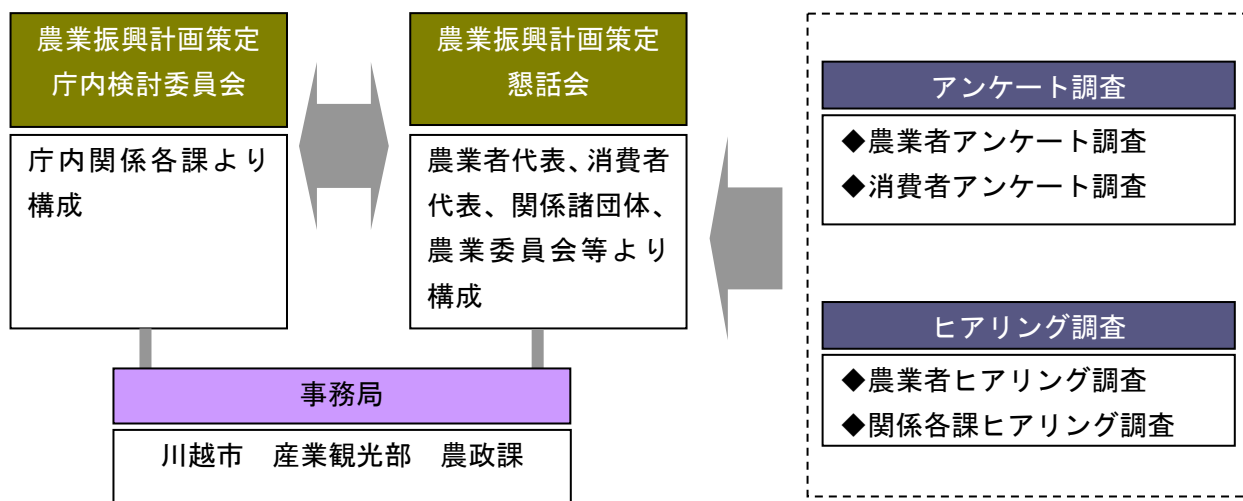 農業振興計画策定
庁内検討委員会
庁内関係各課より
構成
農業振興計画策定
懇話会
農業者代表、消費者
代表、関係諸団体、
農業委員会等より
構成
事務局
川越市　産業観光部　農政課
アンケート調査
◆農業者アンケート調査
◆消費者アンケート調査
ヒアリング調査
◆農業者ヒアリング調査
◆関係各課ヒアリング調査